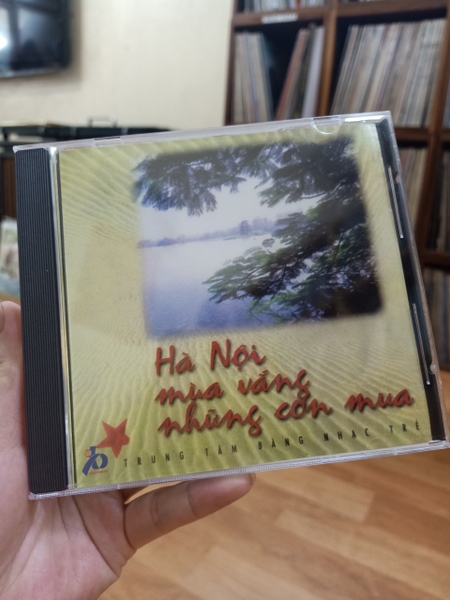 Hà Nội
mùa vắng
những cơn mưa
TRUNG TÂM BĂNG NHẠC TRẺ